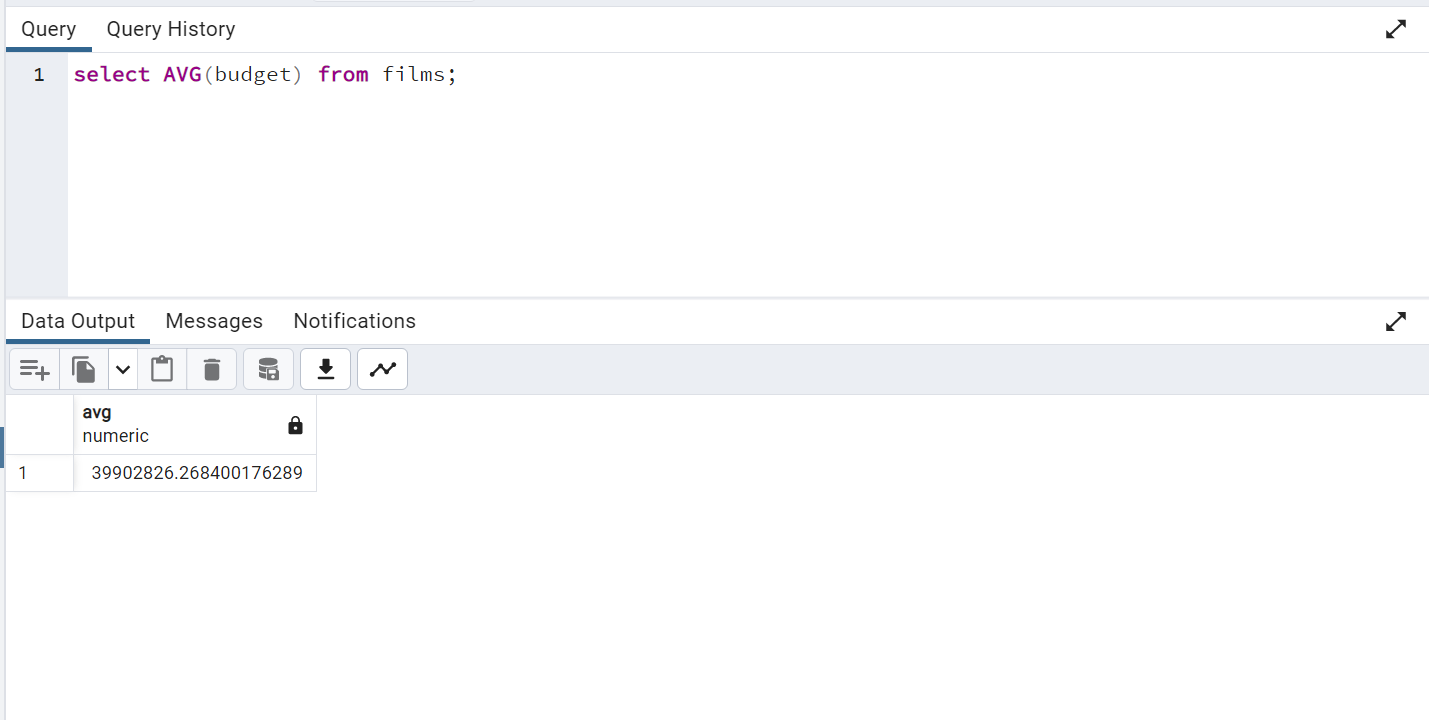 Query Query History
1 select AVG(budget) from films;
Data Output Messages Notifications
avg
numeric
1 39902826.268400176289